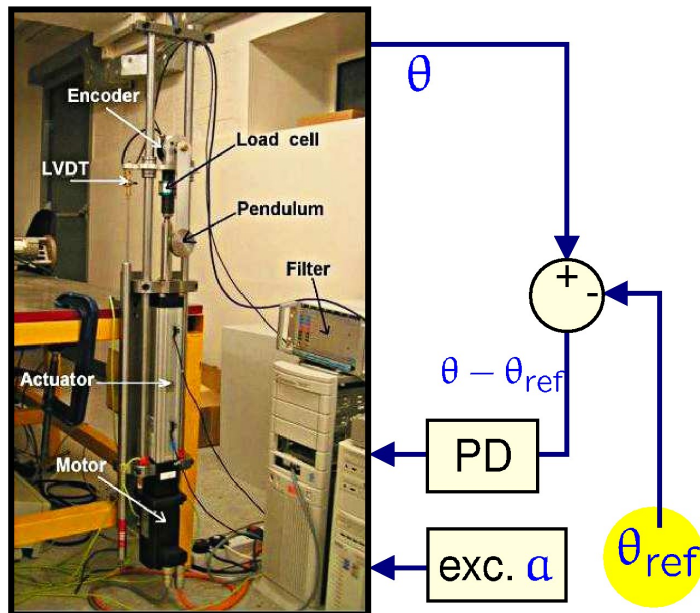 Encoder
Load cell
LVDT
Pendulum
Filter
Actuator
Motor
θ
+
-
θ − θref
PD
exc. a
θref